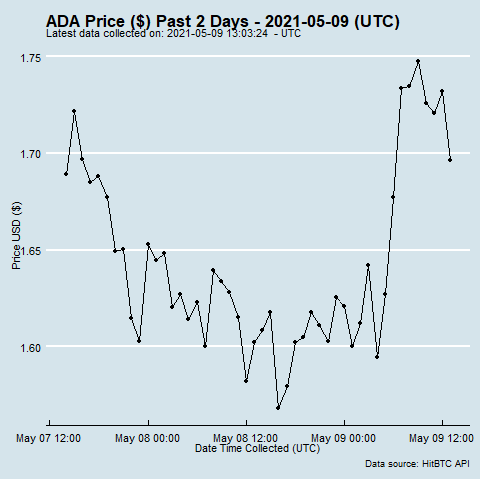 ADA Price ($) Past 2 Days - 2021-05-09 (UTC)
Latest data collected on: 2021-05-09 13:03:24 - UTC
1.75
1.70
1.65
1.60
Price USD ($)
May 07 12:00 May 08 00:00 May 08 12:00 May 09 00:00 May 09 12:00
Date Time Collected (UTC)
Data source: HitBTC API